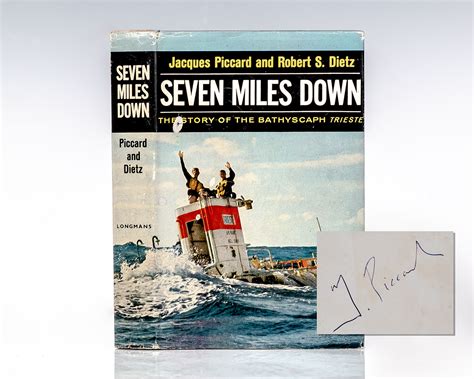 SEVEN
MILES
DOWN
Piccard
and
Dietz
LONGMANS
Jacques Piccard and Robert S. Dietz
SEVEN MILES DOWN
THE STORY OF THE BATHYSCAPH TRIESTE
J. Piccard